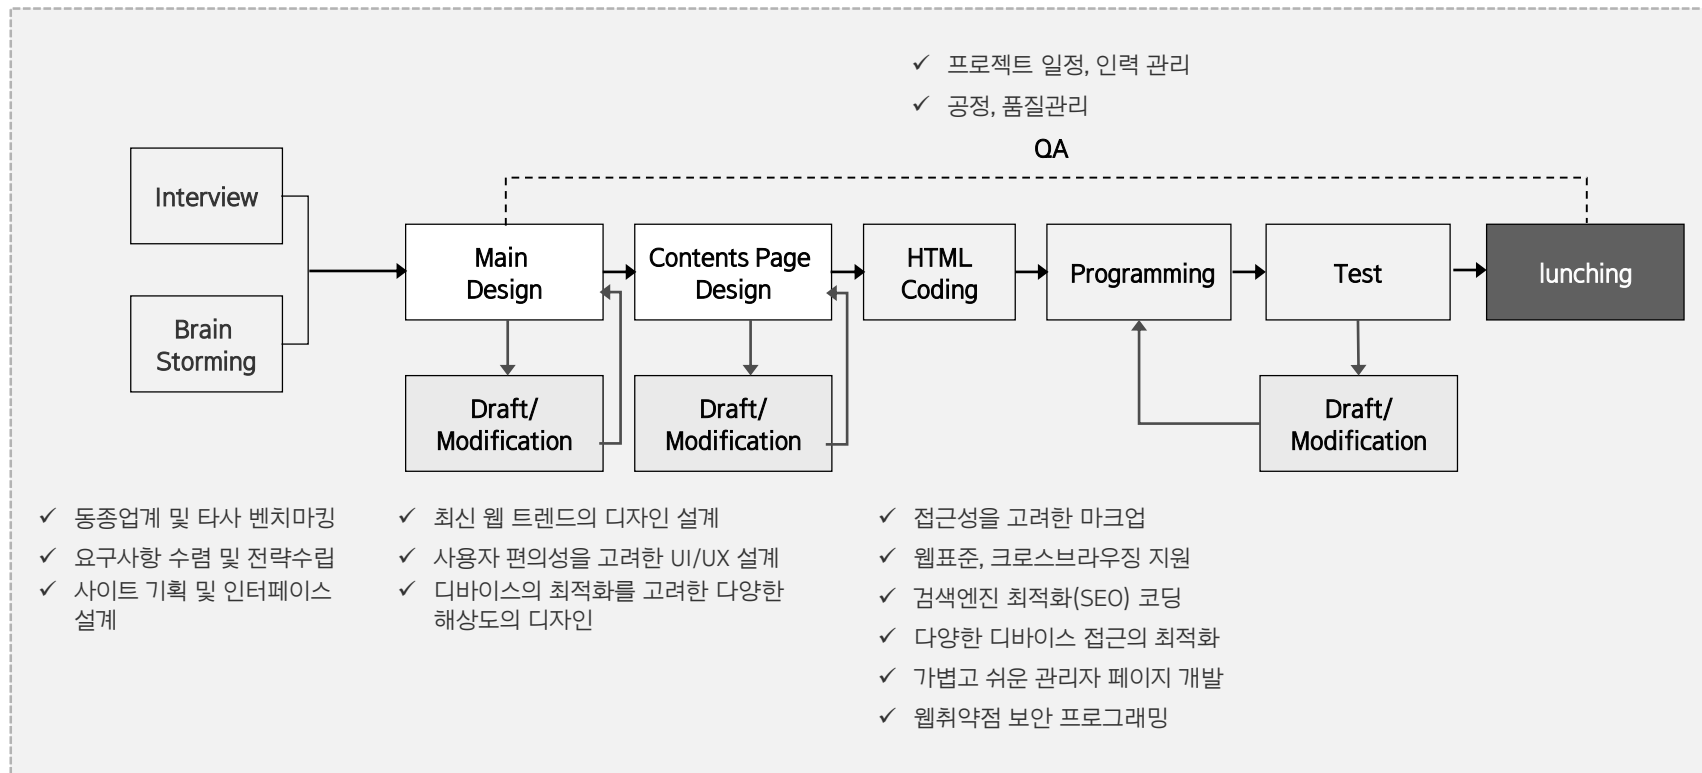 ✓ 프로젝트 일정, 인력 관리
✓ 공정, 품질관리
QA
Interview
Brain
Storming
Main
Design
Contents Page
Design
HTML
Coding
Programming
Test
lunching
Draft/
Modification
Draft/
Modification
Draft/
Modification
✓ 동종업계 및 타사 벤치마킹
✓ 요구사항 수렴 및 전략수립
✓ 사이트 기획 및 인터페이스
설계
✓ 최신 웹 트렌드의 디자인 설계
✓ 사용자 편의성을 고려한 UI/UX 설계
✓ 디바이스의 최적화를 고려한 다양한
해상도의 디자인
✓ 접근성을 고려한 마크업
✓ 웹표준, 크로스브라우징 지원
✓ 검색엔진 최적화(SEO) 코딩
✓ 다양한 디바이스 접근의 최적화
✓ 가볍고 쉬운 관리자 페이지 개발
✓ 웹취약점 보안 프로그래밍